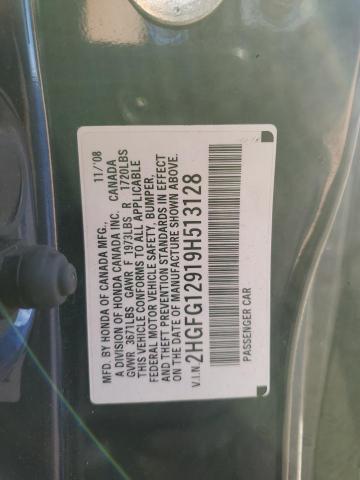 MFD. BY HONDA OF CANADA MFG. 11/'08
A DIVISION OF HONDA CANADA INC. CANADA
GVWR 3671LBS GAWR F 1973LBS R 1720LBS
THIS VEHICLE CONFORMS TO ALL APPLICABLE
FEDERAL MOTOR VEHICLE SAFETY, BUMPER,
AND THEFT PREVENTION STANDARDS IN EFFECT
ON THE DATE OF MANUFACTURE SHOWN ABOVE.
V.I.N. 2HGFG12919H513128
PASSENGER CAR